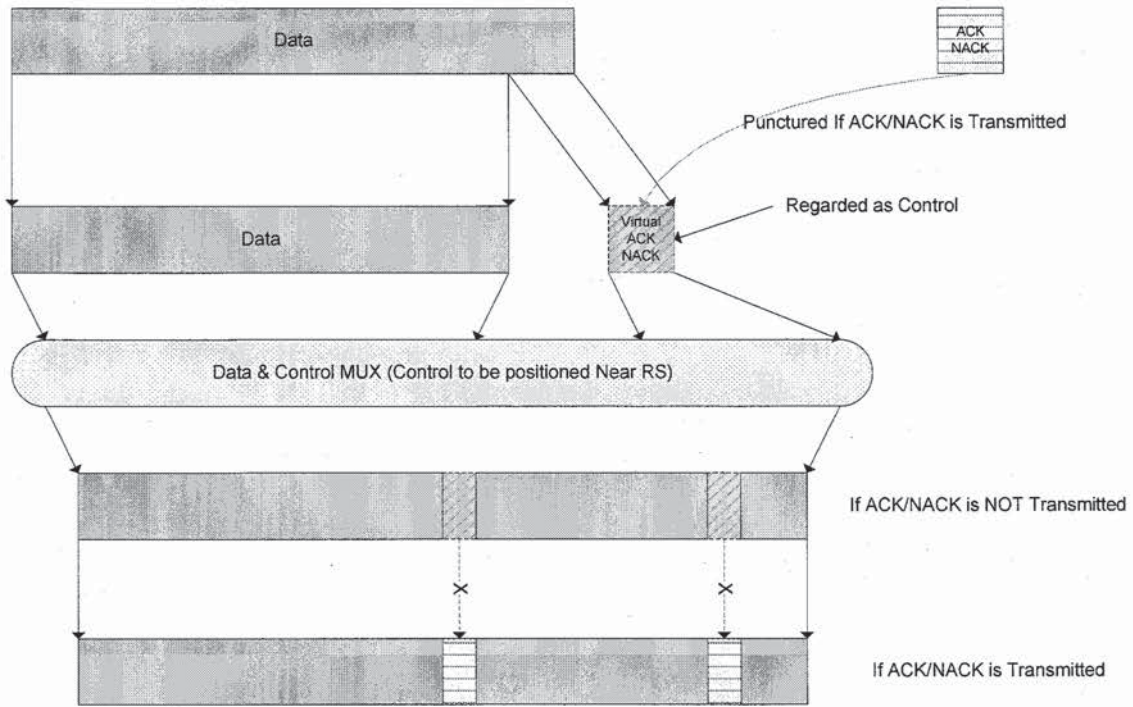 Data
ACK
NACK
Punctured If ACK/NACK is Transmitted
Data
Virtual
ACK
NACK
Regarded as Control
Data & Control MUX (Control to be positioned Near RS)
If ACK/NACK is NOT Transmitted
X
X
If ACK/NACK is Transmitted